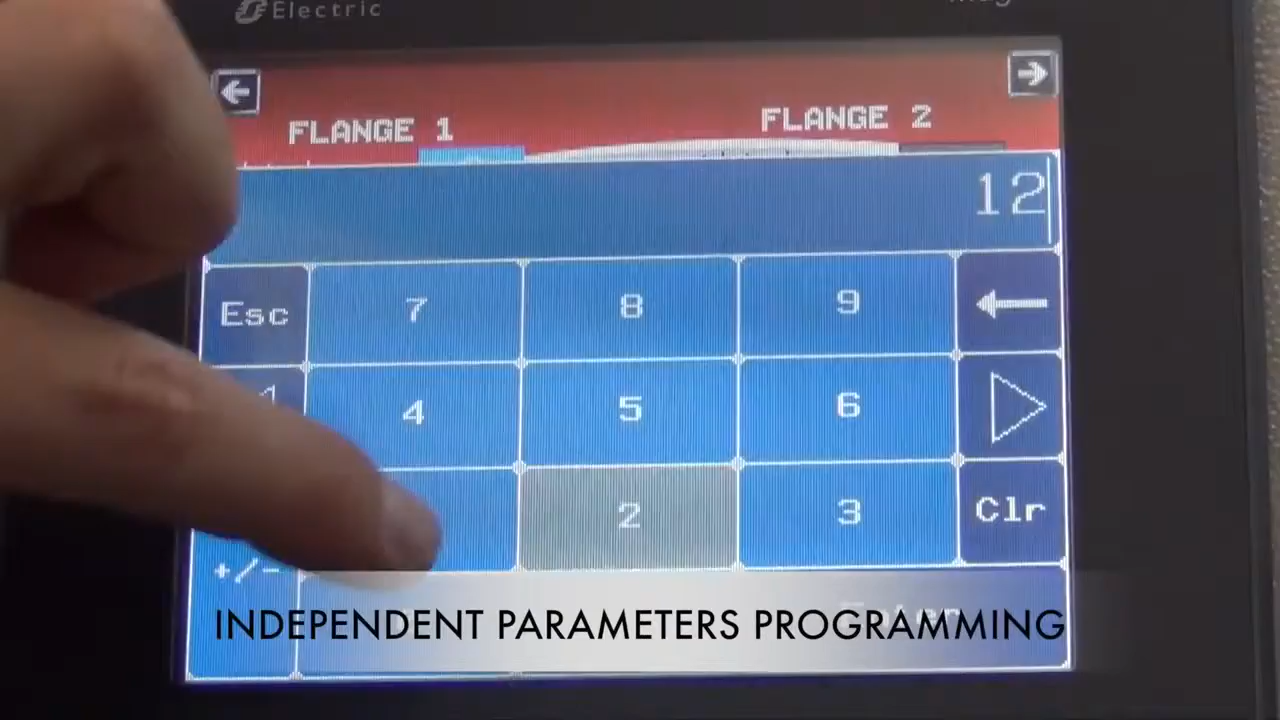 Electric
FLANGE 1
FLANGE 2
12
Esc
7
8
9
4
5
6
2
3
Clr
+/-
INDEPENDENT PARAMETERS PROGRAMMING